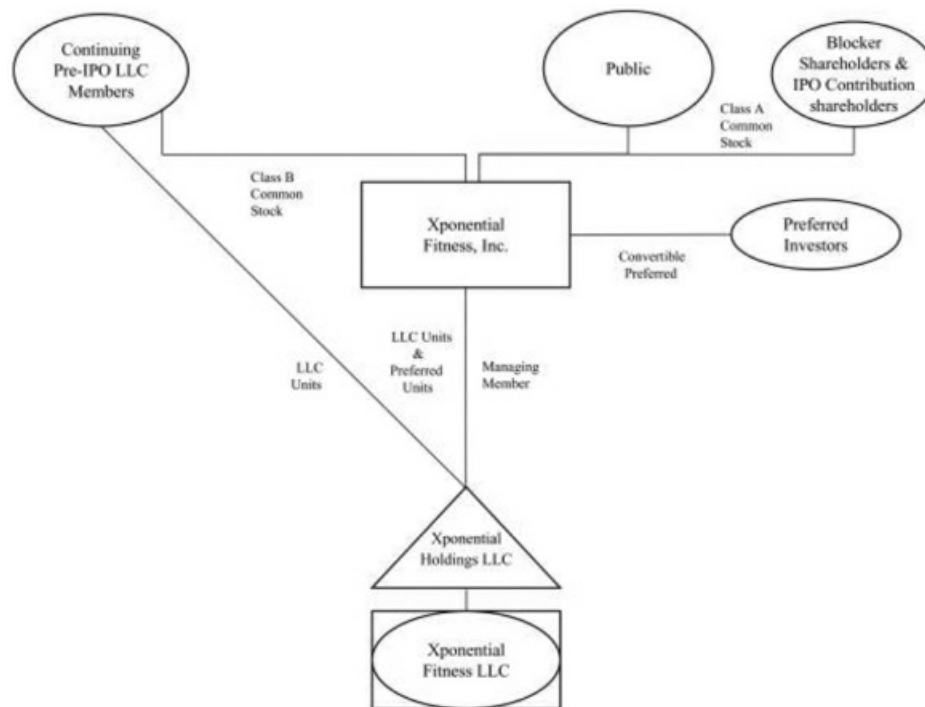 Continuing
Pre-IPO LLC
Members
Public
Blocker
Shareholders &
IPO Contribution
shareholders
Class A
Common
Stock
Class B
Common
Stock
Xponential
Fitness, Inc.
Preferred
Investors
Convertible
Preferred
LLC
Units
LLC Units
&
Preferred
Units
Managing
Member
Xponential
Holdings LLC
Xponential
Fitness LLC